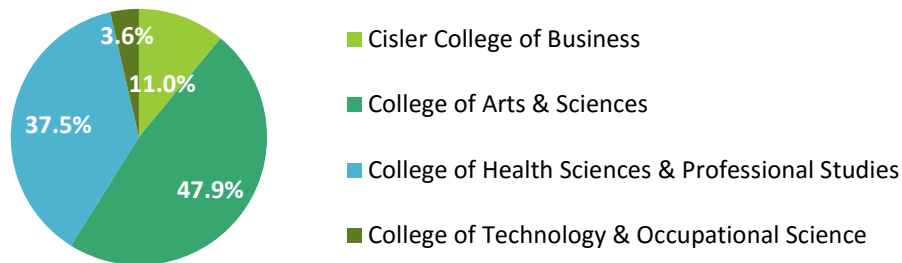 3.6%
11.0%
37.5%
47.9%
Cisler College of Business
College of Arts & Sciences
College of Health Sciences & Professional Studies
College of Technology & Occupational Science